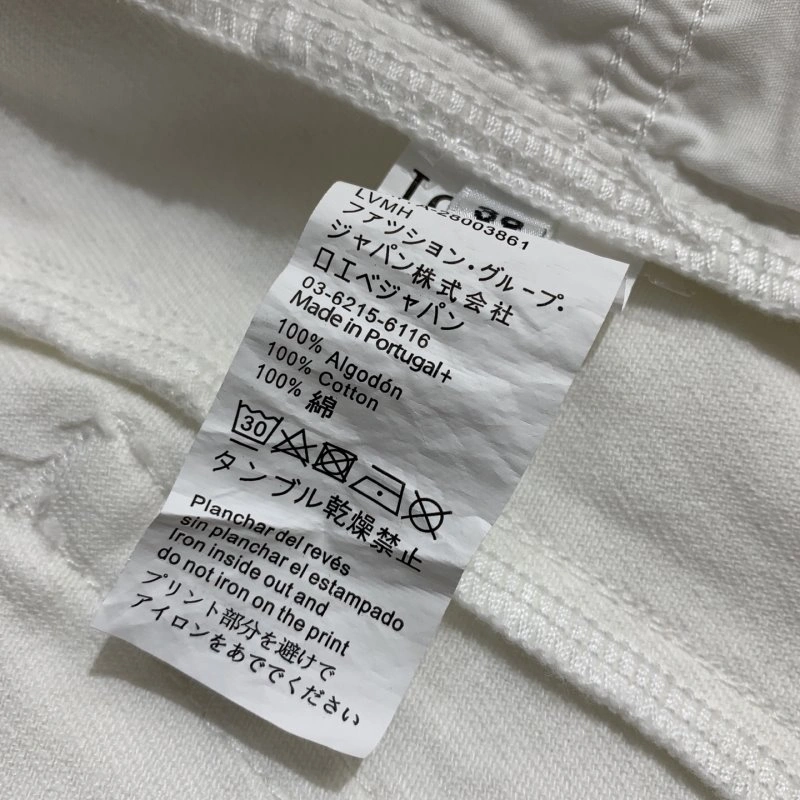 LVMH
A-28003861
ファッション・グループ・
ジャパン株式会社
ロエベジャパン
03-6215-6116
Made in Portugal+
100% Algodón
100% Cotton
100% 綿
30
タンブル乾燥禁止
Planchar del revés
sin planchar el estampado
Iron inside out and
do not iron on the print
プリント部分を避けて
アイロンをあててください